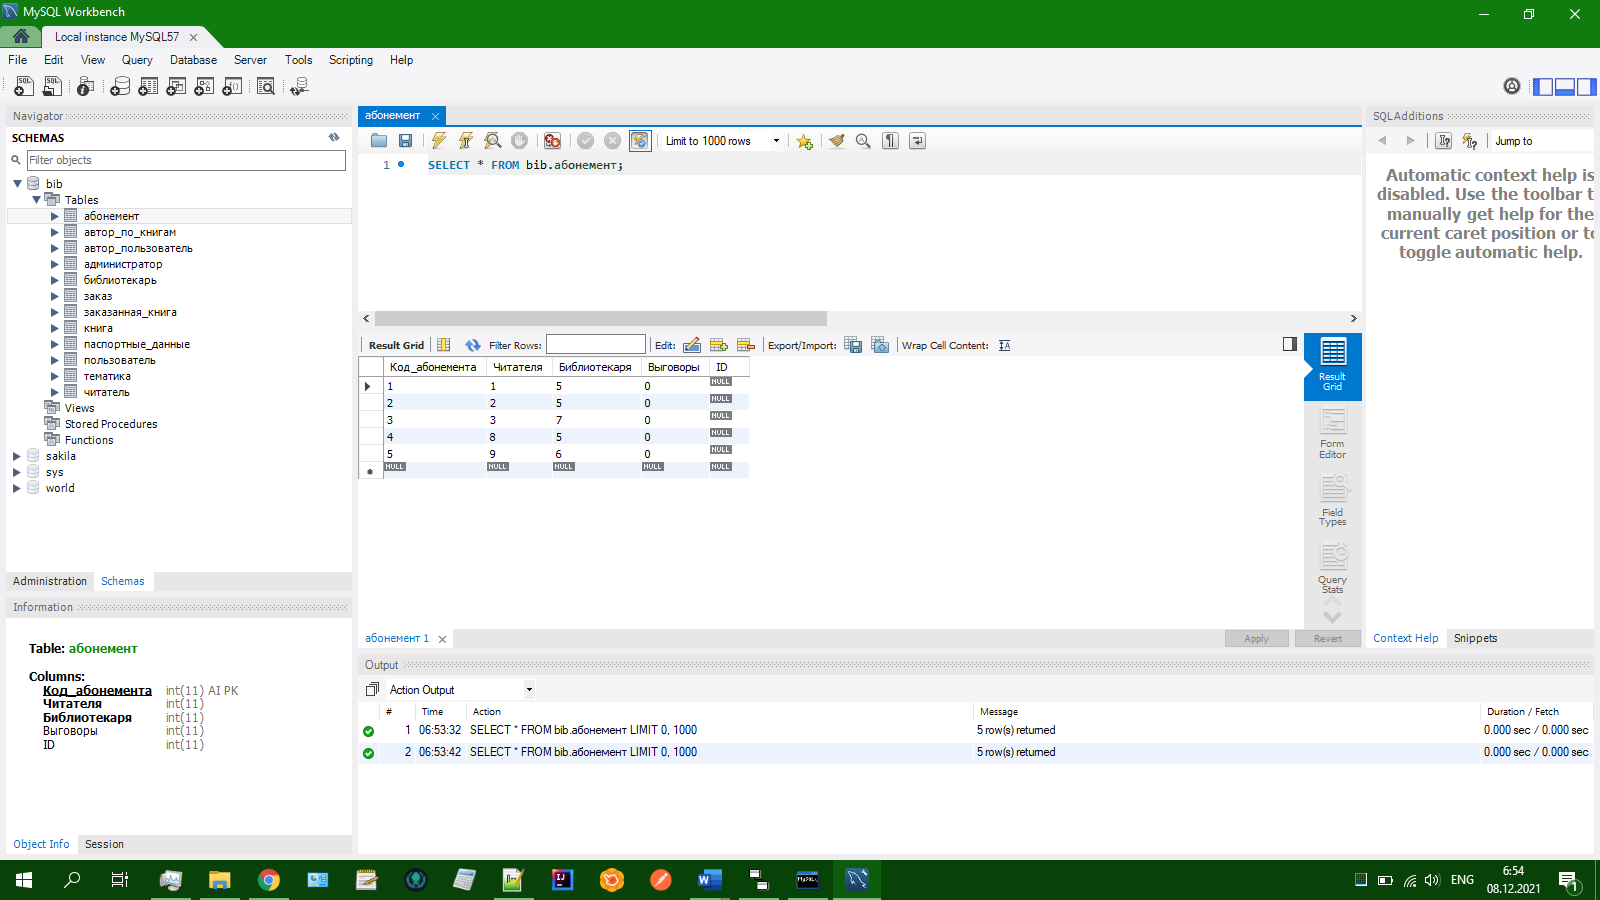 MySQL Workbench
Local instance MySQL57
File Edit View Query Database Server Tools Scripting Help
Navigator
SCHEMAS
Filter objects
bib
Tables
абонемент
автор_по_книгам
автор_пользователь
администратор
библиотекарь
заказ
заказанная_книга
книга
паспортные_данные
пользователь
тематика
читатель
Views
Stored Procedures
Functions
sakila
sys
world
Administration Schemas
Information
Table: абонемент
Columns:
Код_абонемента int(11) AI PK
Читателя int(11)
Библиотекаря int(11)
Выговоры int(11)
ID int(11)
Object Info Session
абонемент
Limit to 1000 rows
1 SELECT * FROM bib.абонемент;
Result Grid Filter Rows: Edit: Export/Import: Wrap Cell Content:
Код_абонемента Читателя Библиотекаря Выговоры ID
1 1 5 0 NULL
2 2 5 0 NULL
3 3 7 0 NULL
4 8 5 0 NULL
5 9 6 0 NULL
NULL NULL NULL NULL NULL
Result
Grid
Form
Editor
Field
Types
Query
Stats
абонемент 1
Apply Revert
SQLAdditions
Jump to
Automatic context help is
disabled. Use the toolbar t
manually get help for the
current caret position or to
toggle automatic help.
Context Help Snippets
Output
Action Output
# Time Action Message Duration / Fetch
1 06:53:32 SELECT * FROM bib.абонемент LIMIT 0, 1000 5 row(s) returned 0.000 sec / 0.000 sec
2 06:53:42 SELECT * FROM bib.абонемент LIMIT 0, 1000 5 row(s) returned 0.000 sec / 0.000 sec
ENG
6:54
08.12.2021
1